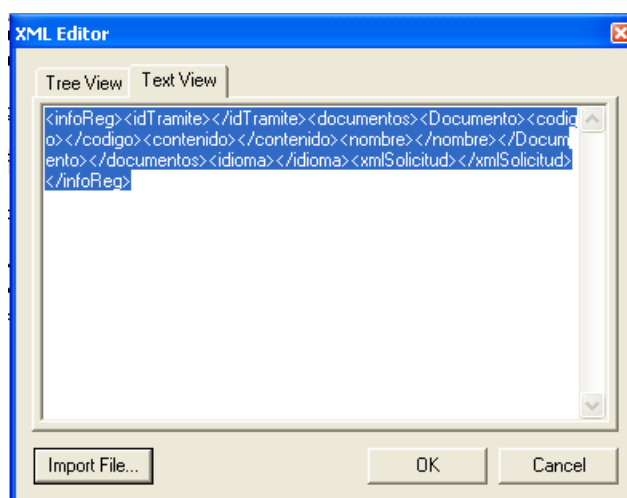 XML Editor
Tree View Text View
<infoReg><idTramite></idTramite><documentos><Documento><codig
o></codigo><contenido></contenido><nombre></nombre></Docum
ento></documentos><idioma></idioma><xmlSolicitud></xmlSolicitud>
</infoReg>
Import File... OK Cancel